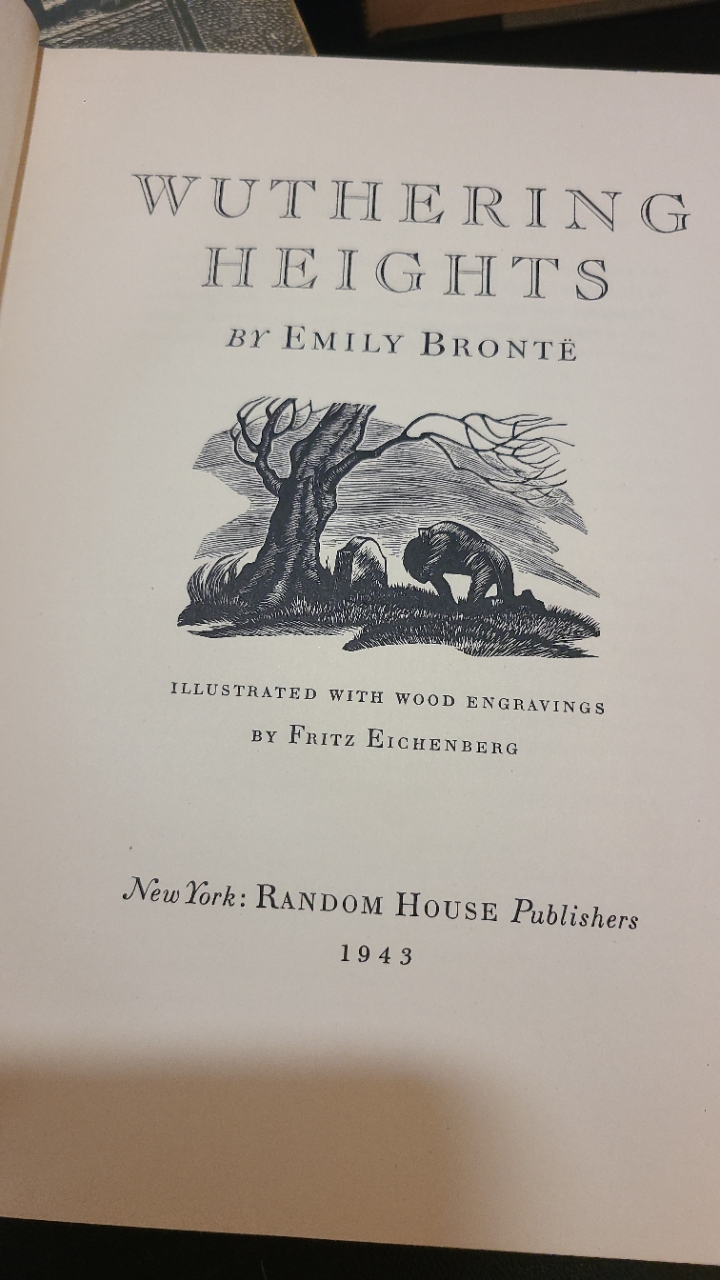 WUTHERING
HEIGHTS
BY EMILY BRONTË
ILLUSTRATED WITH WOOD ENGRAVINGS
BY FRITZ EICHENBERG
New York: RANDOM HOUSE Publishers
1943